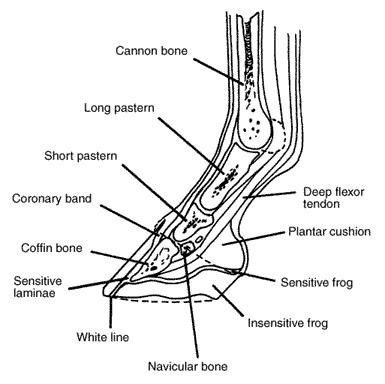 Cannon bone
Long pastern
Short pastern
Coronary band
Coffin bone
Sensitive
laminae
White line
Navicular bone
Deep flexor
tendon
Plantar cushion
Sensitive frog
Insensitive frog